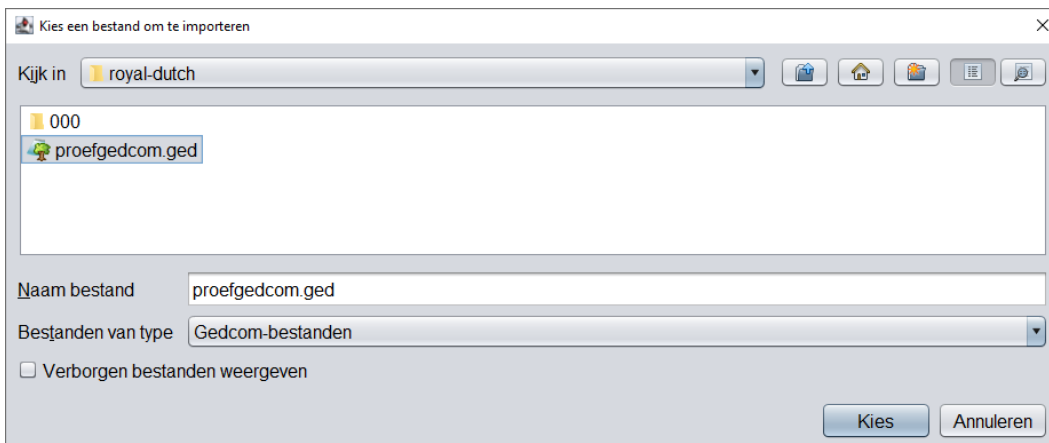 Kies een bestand om te importeren
Kijk in royal-dutch
000
proefgedcom.ged
Naam bestand proefgedcom.ged
Bestanden van type Gedcom-bestanden
Verborgen bestanden weergeven
Kies Annuleren